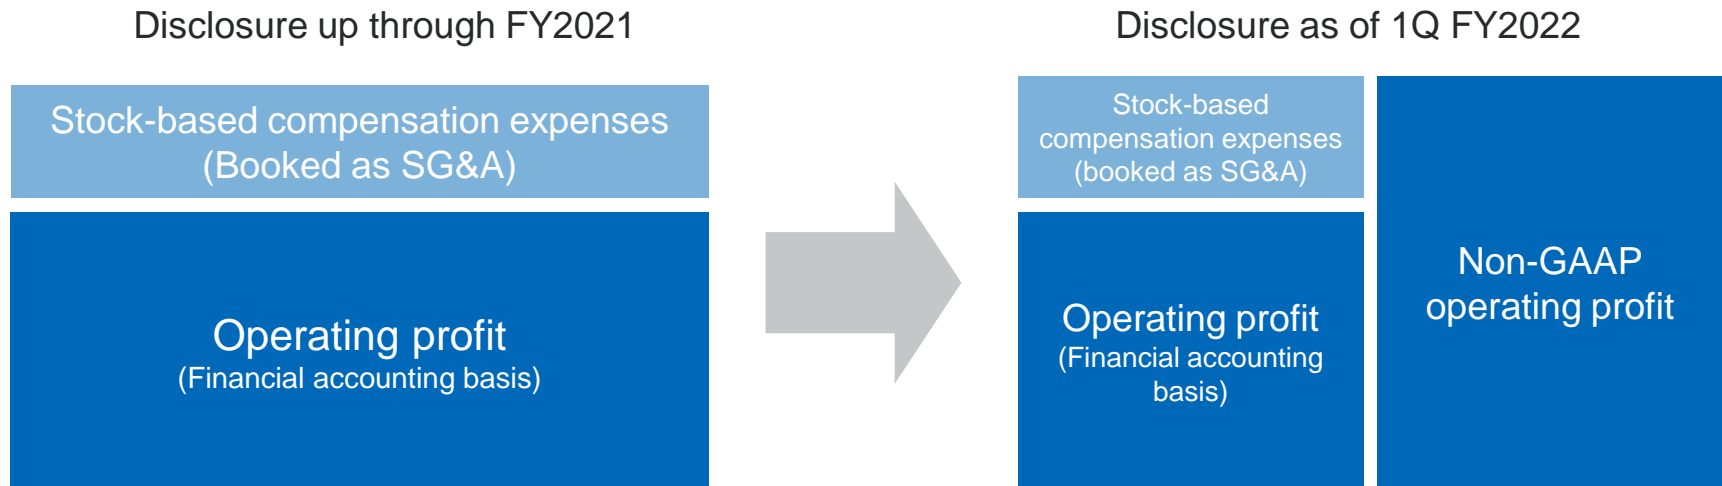 Disclosure up through FY2021
Stock-based compensation expenses
(Booked as SG&A)
Operating profit
(Financial accounting basis)
Disclosure as of 1Q FY2022
Stock-based
compensation expenses
(booked as SG&A)
Operating profit
(Financial accounting
basis)
Non-GAAP
operating profit